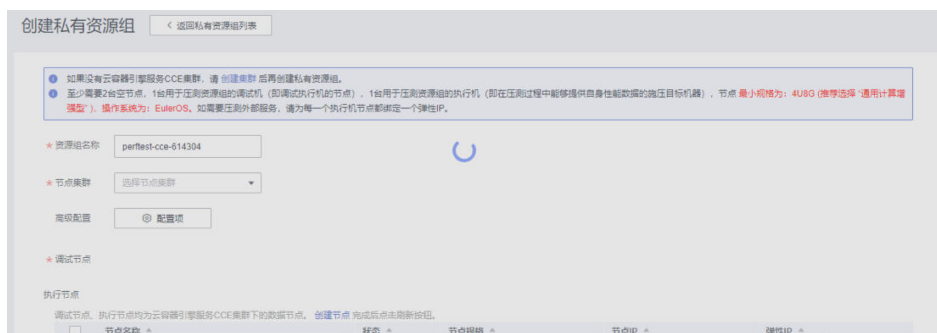 创建私有资源组 < 返回私有资源组列表
如果没有云容器引擎服务CCE集群，请 创建集群 后再创建私有资源组。
至少需要2台空节点，1台用于压测资源组的调试机（即调试执行机的节点），1台用于压测资源组的执行机（即在压测过程中能够提供自身性能数据的施压目标机器），节点 最小规格为：4U8G (推荐选择 “通用计算增
强型” )，操作系统为：EulerOS。如需要压测外部服务，请为每一个执行机节点都绑定一个弹性IP。
* 资源组名称 perftest-cce-614304
* 节点集群 选择节点集群
高级配置 配置项
* 调试节点
执行节点
调试节点、执行节点均为云容器引擎服务CCE集群下的数据节点。 创建节点 完成后点击刷新按钮。
节点名称 状态 节点规格 节点IP 弹性IP